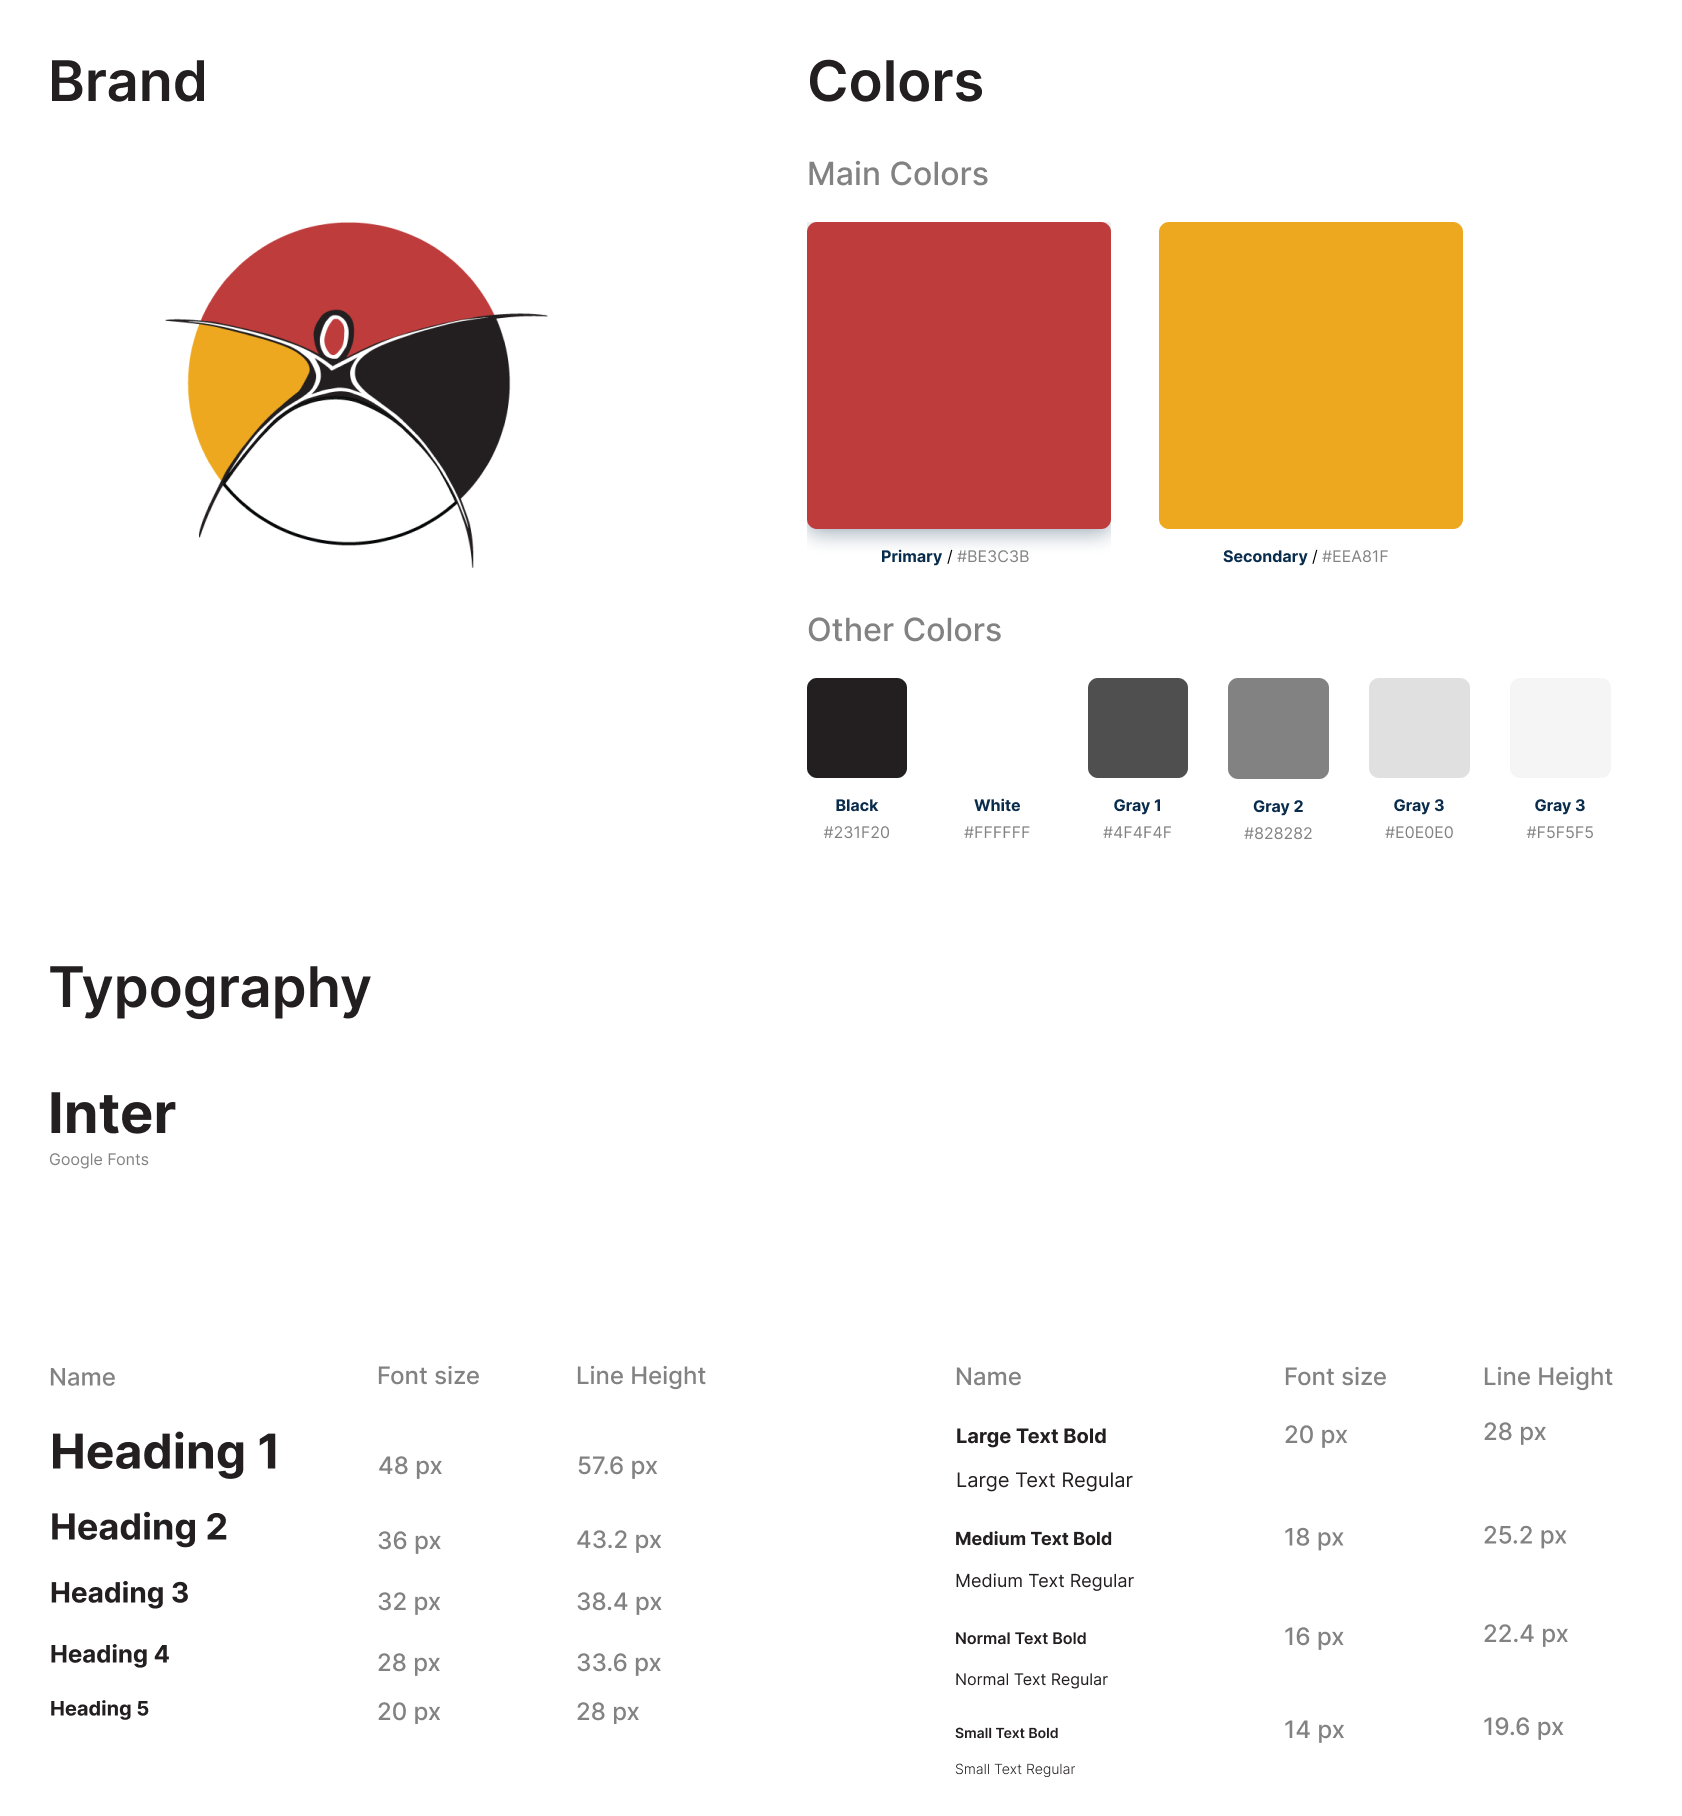 Brand
Colors
Main Colors
Primary / #BE3C3B
Secondary / #EEA81F
Other Colors
Black
White
Gray 1
Gray 2
Gray 3
Gray 3
#231F20
#FFFFFF
#4F4F4F
#828282
#E0E0E0
#F5F5F5
Typography
Inter
Google Fonts
Name Font size Line Height
Heading 1 48 px 57.6 px
Heading 2 36 px 43.2 px
Heading 3 32 px 38.4 px
Heading 4 28 px 33.6 px
Heading 5 20 px 28 px
Name Font size Line Height
Large Text Bold 20 px 28 px
Large Text Regular
Medium Text Bold 18 px 25.2 px
Medium Text Regular
Normal Text Bold 16 px 22.4 px
Normal Text Regular
Small Text Bold 14 px 19.6 px
Small Text Regular